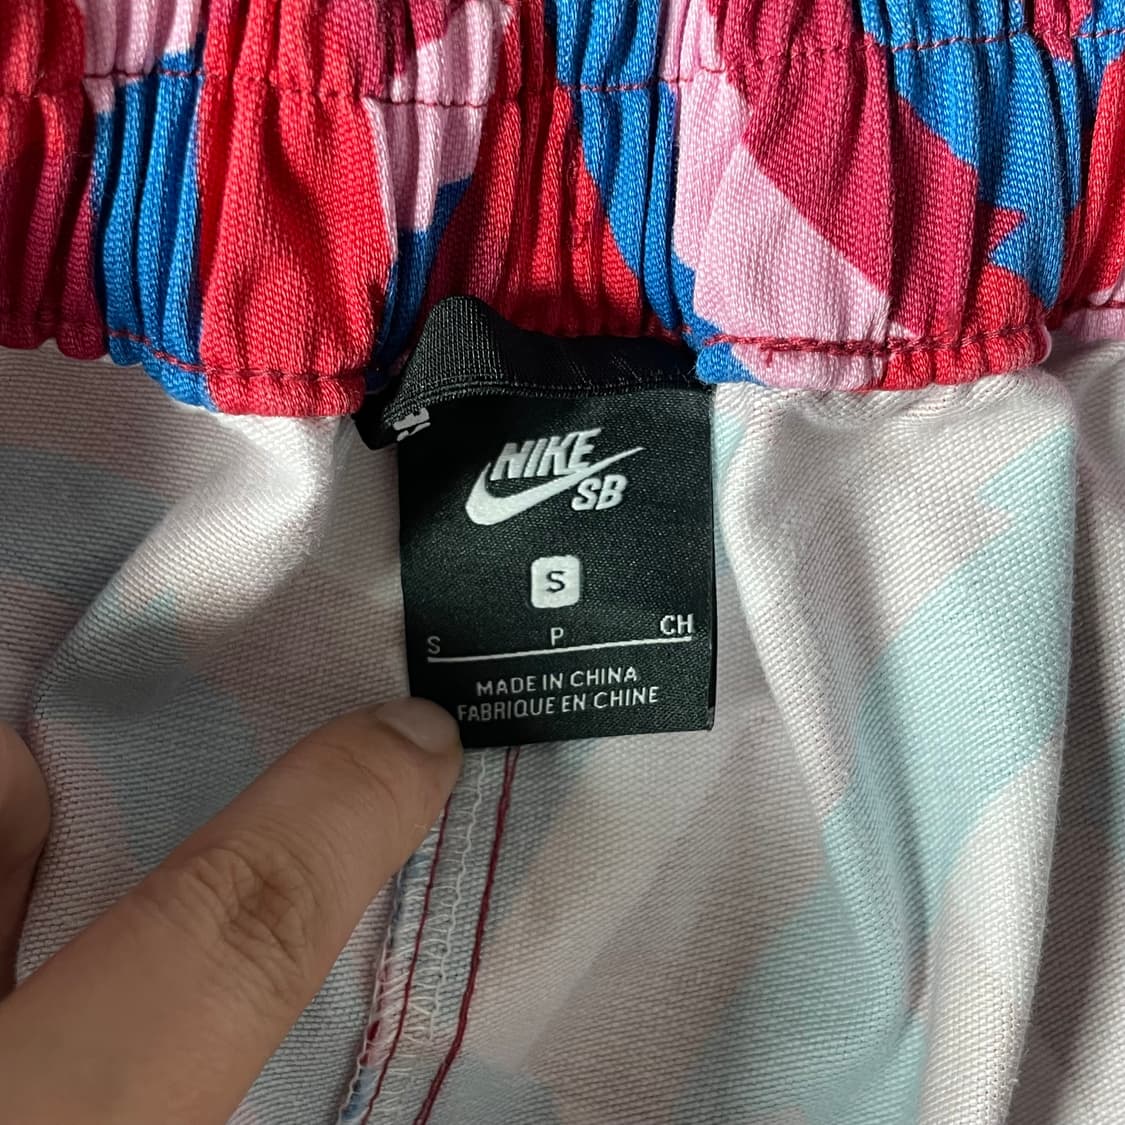 NIKE
SB
S
S P CH
MADE IN CHINA
FABRIQUE EN CHINE